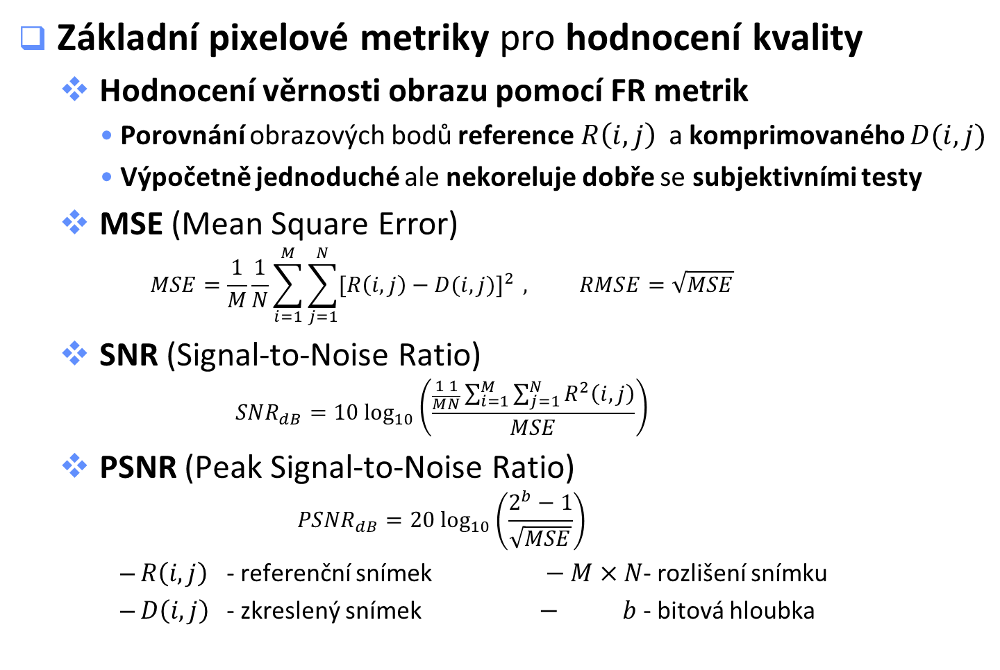 Základní pixelové metriky pro hodnocení kvality
Hodnocení věrnosti obrazu pomocí FR metrik
• Porovnání obrazových bodů reference R(i,j) a komprimovaného D(i,j)
• Výpočetně jednoduché ale nekoreluje dobře se subjektivními testy
MSE (Mean Square Error)
MSE = \frac{1}{M} \frac{1}{N} \sum_{i=1}^{M} \sum_{j=1}^{N} [R(i,j) − D(i,j)]^2 , RMSE = \sqrt{MSE}
SNR (Signal-to-Noise Ratio)
SNR_{dB} = 10 \log_{10} \left( \frac{\frac{1}{M}\frac{1}{N} \sum_{i=1}^{M} \sum_{j=1}^{N} R^2(i,j)}{MSE} \right)
PSNR (Peak Signal-to-Noise Ratio)
PSNR_{dB} = 20 \log_{10} \left( \frac{2^b − 1}{\sqrt{MSE}} \right)
− R(i,j) - referenční snímek − M × N - rozlišení snímku
− D(i,j) - zkreslený snímek − b - bitová hloubka